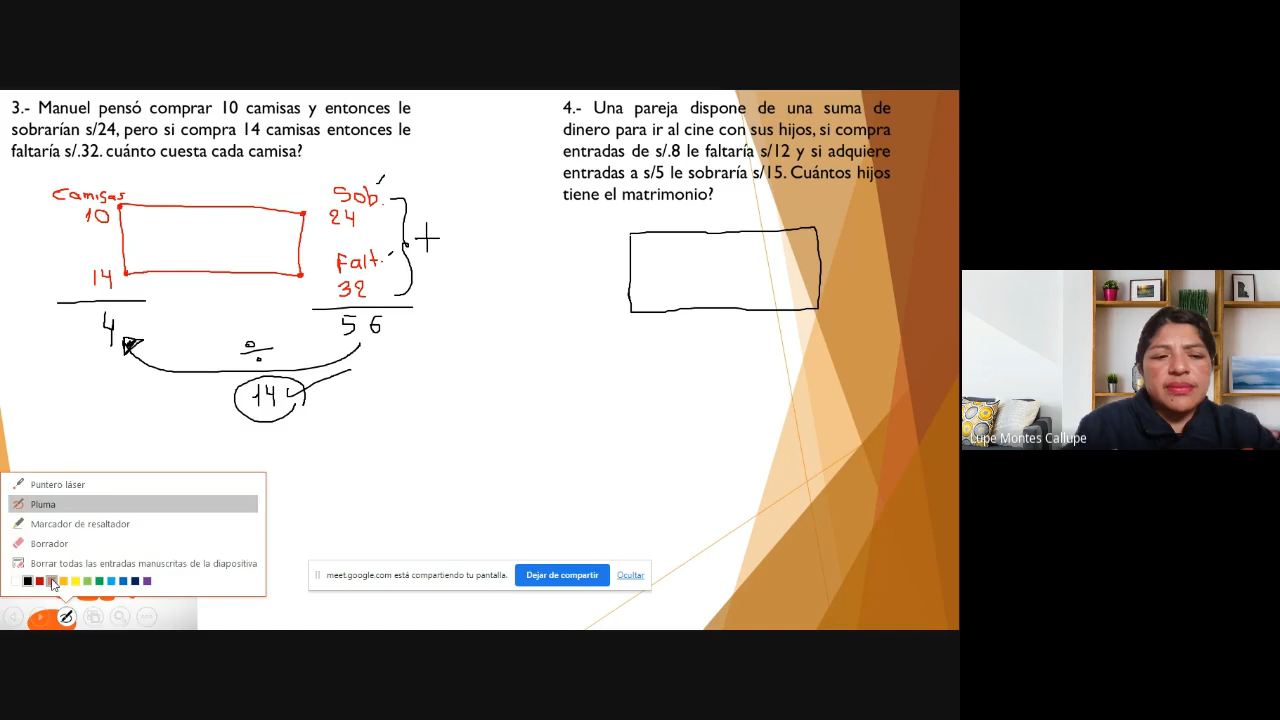 3.- Manuel pensó comprar 10 camisas y entonces le
sobrarían s/24, pero si compra 14 camisas entonces le
faltaría s/.32. cuánto cuesta cada camisa?
Camisas
10
14
4
Sob.
24
Falt.
32
+
56
÷
14
4.- Una pareja dispone de una suma de
dinero para ir al cine con sus hijos, si compra
entradas de s/.8 le faltaría s/12 y si adquiere
entradas a s/5 le sobraría s/15. Cuántos hijos
tiene el matrimonio?
Puntero láser
Pluma
Marcador de resaltador
Borrador
Borrar todas las entradas manuscritas de la diapositiva
meet.google.com está compartiendo tu pantalla.
Dejar de compartir
Ocultar
Lupe Montes Callupe